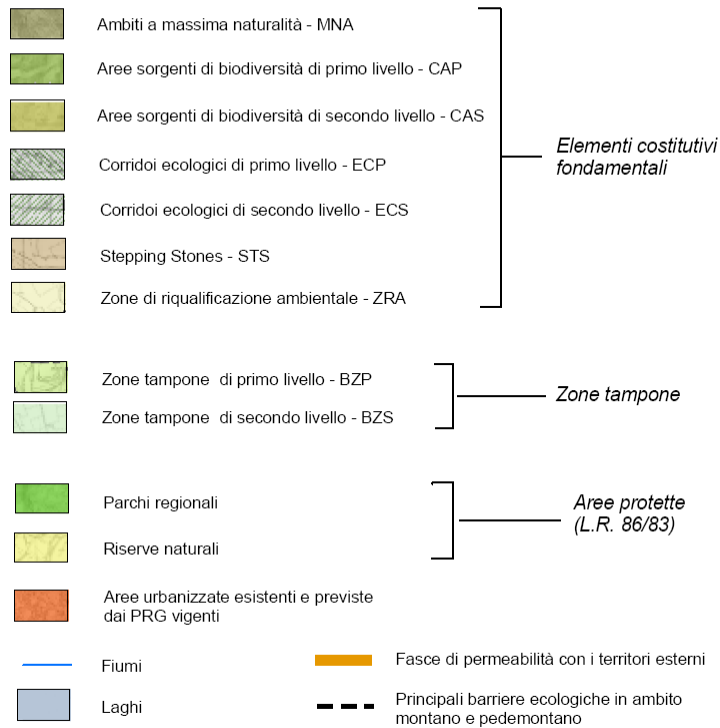 Ambiti a massima naturalità - MNA
Aree sorgenti di biodiversità di primo livello - CAP
Aree sorgenti di biodiversità di secondo livello - CAS
Corridoi ecologici di primo livello - ECP
Corridoi ecologici di secondo livello - ECS
Stepping Stones - STS
Zone di riqualificazione ambientale - ZRA
Elementi costitutivi
fondamentali
Zone tampone di primo livello - BZP
Zone tampone di secondo livello - BZS
Zone tampone
Parchi regionali
Riserve naturali
Aree protette
(L.R. 86/83)
Aree urbanizzate esistenti e previste
dai PRG vigenti
Fiumi
Laghi
Fasce di permeabilità con i territori esterni
Principali barriere ecologiche in ambito
montano e pedemontano